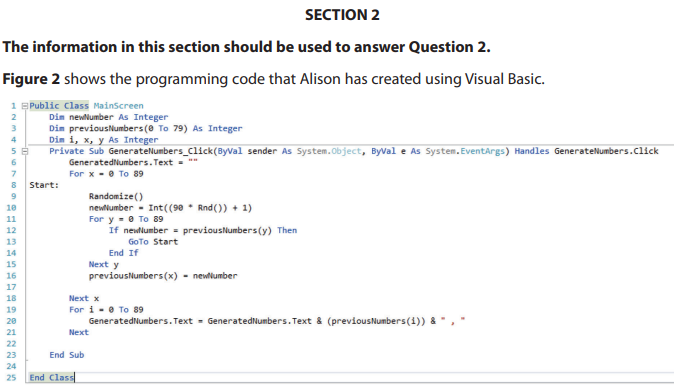 SECTION 2
The information in this section should be used to answer Question 2.
Figure 2 shows the programming code that Alison has created using Visual Basic.
1 Public Class MainScreen
2 Dim newNumber As Integer
3 Dim previousNumbers(0 To 79) As Integer
4 Dim i, x, y As Integer
5 Private Sub GenerateNumbers_Click(ByVal sender As System.Object, ByVal e As System.EventArgs) Handles GenerateNumbers.Click
6 GeneratedNumbers.Text = ""
7 For x = 0 To 89
8 Start:
9 Randomize()
10 newNumber = Int((90 * Rnd()) + 1)
11 For y = 0 To 89
12 If newNumber = previousNumbers(y) Then
13 GoTo Start
14 End If
15 Next y
16 previousNumbers(x) = newNumber
17
18 Next x
19 For i = 0 To 89
20 GeneratedNumbers.Text = GeneratedNumbers.Text & (previousNumbers(i)) & " , "
21 Next
22
23 End Sub
24
25 End Class